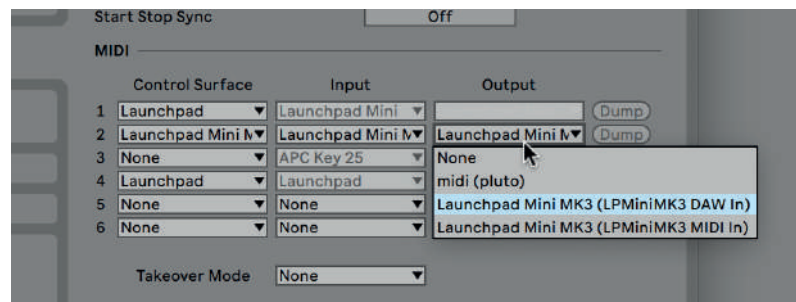 Start Stop Sync Off
MIDI
Control Surface Input Output
1 Launchpad Launchpad Mini Dump
2 Launchpad Mini M Launchpad Mini M Launchpad Mini M Dump
3 None APC Key 25 None
4 Launchpad Launchpad midi (pluto)
5 None None Launchpad Mini MK3 (LPMiniMK3 DAW In)
6 None None Launchpad Mini MK3 (LPMiniMK3 MIDI In)
Takeover Mode None